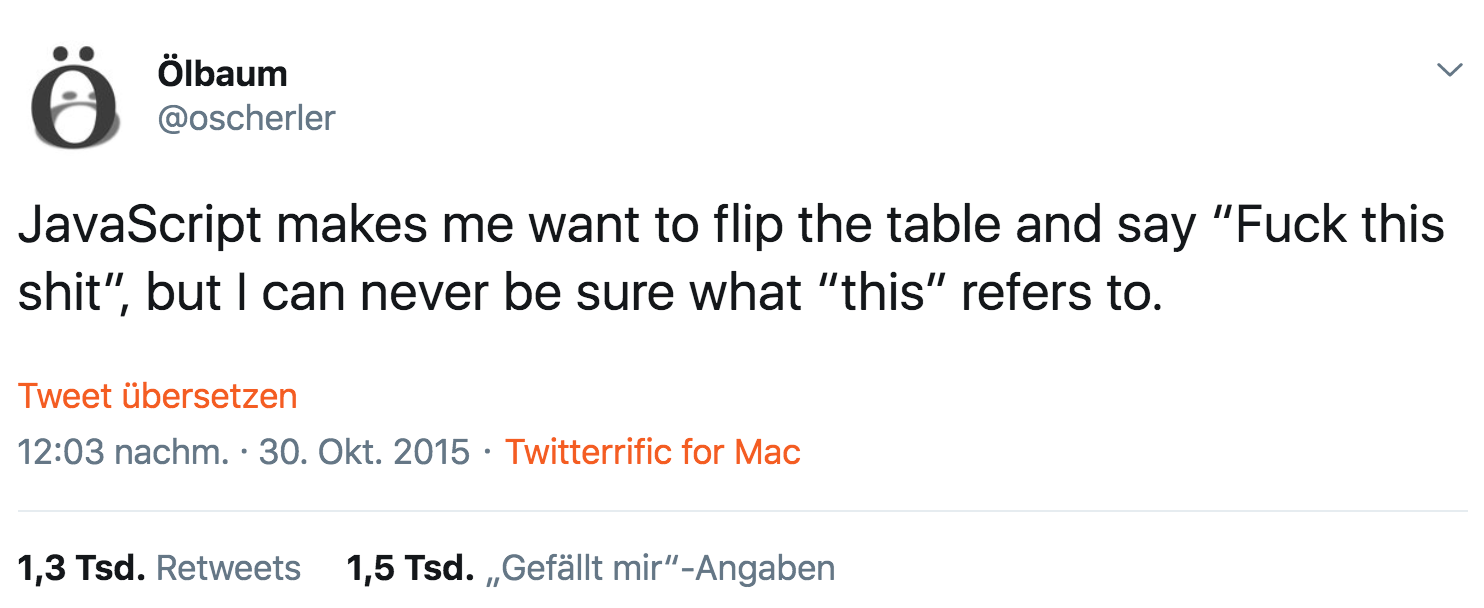 Ölbaum
@oscherler
JavaScript makes me want to flip the table and say “Fuck this
shit”, but I can never be sure what “this” refers to.
Tweet übersetzen
12:03 nachm. · 30. Okt. 2015 · Twitterrific for Mac
1,3 Tsd. Retweets 1,5 Tsd. „Gefällt mir“-Angaben